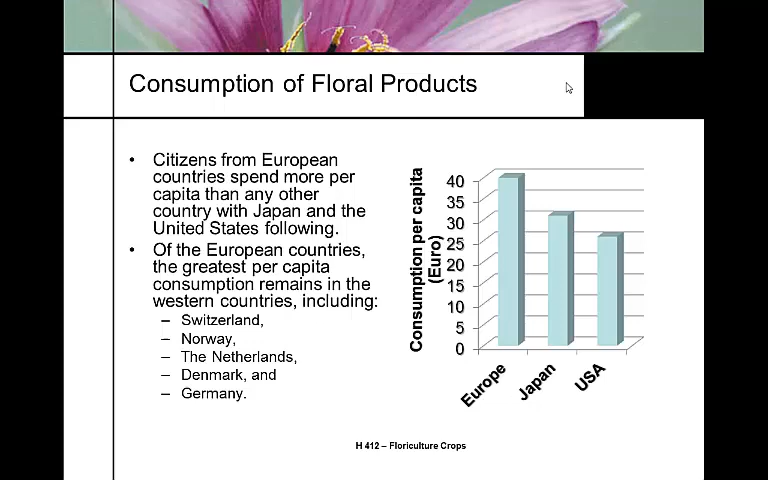 Consumption of Floral Products
• Citizens from European
countries spend more per
capita than any other
country with Japan and the
United States following.
• Of the European countries,
the greatest per capita
consumption remains in the
western countries, including:
– Switzerland,
– Norway,
– The Netherlands,
– Denmark, and
– Germany.
Consumption per capita
(Euro)
40
35
30
25
20
15
10
5
0
Europe
Japan
USA
H 412 – Floriculture Crops